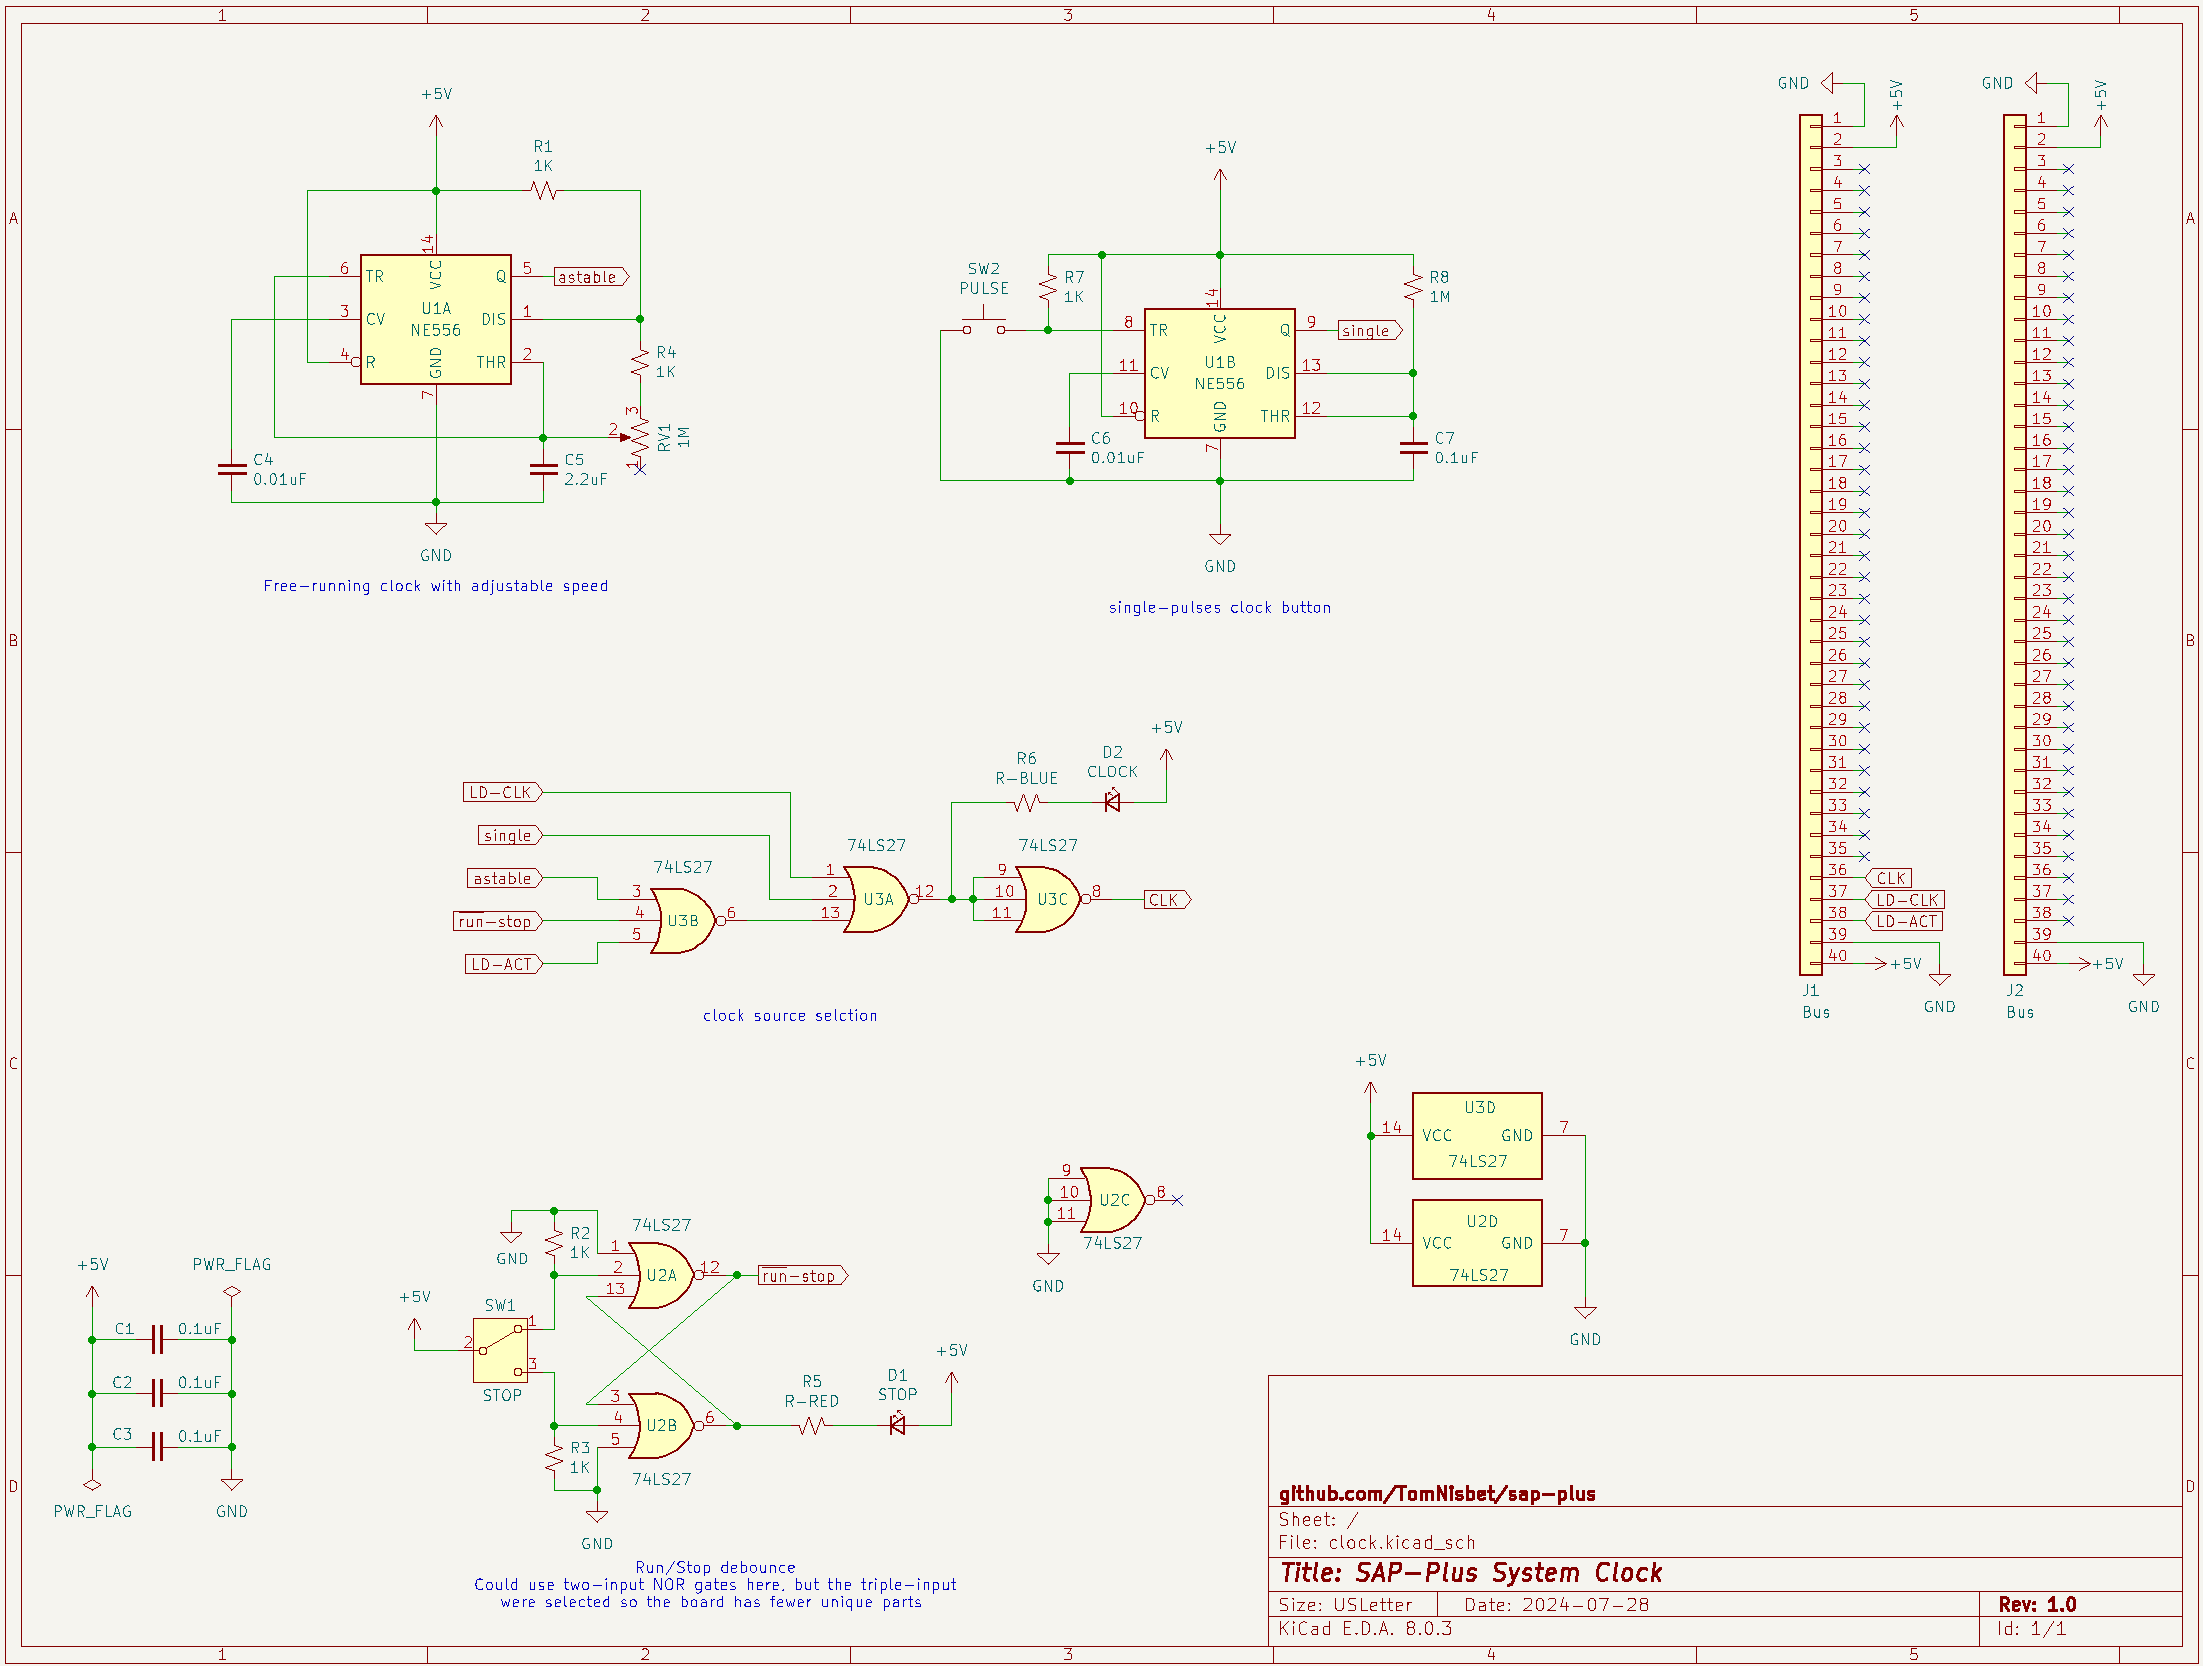 1 2 3 4 5
A
B
C
D
+5V
R1
1K
14
VCC
6 TR
Q 5
astable
3 CV
U1A
NE556
DIS 1
4 R
GND
THR 2
7
R4
1K
3
2
1
RV1
1M
C4
0.01uF
C5
2.2uF
GND
Free-running clock with adjustable speed
+5V
SW2
PULSE
R7
1K
R8
1M
14
VCC
8 TR
Q 9
single
11 CV
U1B
NE556
DIS 13
10 R
GND
THR 12
7
C6
0.01uF
C7
0.1uF
GND
single-pulses clock button
GND
+5V
1
2
3
4
5
6
7
8
9
10
11
12
13
14
15
16
17
18
19
20
21
22
23
24
25
26
27
28
29
30
31
32
33
34
35
36 CLK
37 LD-CLK
38 LD-ACT
39
40 +5V
J1
Bus
GND
GND
+5V
1
2
3
4
5
6
7
8
9
10
11
12
13
14
15
16
17
18
19
20
21
22
23
24
25
26
27
28
29
30
31
32
33
34
35
36
37
38
39
40 +5V
J2
Bus
GND
+5V
R6
R-BLUE
D2
CLOCK
LD-CLK
single
astable
run-stop
LD-ACT
74LS27
3
4
5
U3B
6
74LS27
1
2
13
U3A
12
74LS27
9
10
11
U3C
8
CLK
clock source selction
+5V
U3D
14 VCC
GND 7
74LS27
U2D
14 VCC
GND 7
74LS27
GND
9
10
11
U2C
8
74LS27
GND
+5V
PWR_FLAG
C1 0.1uF
C2 0.1uF
C3 0.1uF
PWR_FLAG
GND
GND
R2
1K
74LS27
1
2
13
U2A
12
run-stop
+5V
SW1
2
1
3
STOP
3
4
5
U2B
6
74LS27
R3
1K
GND
R5
R-RED
D1
STOP
+5V
Run/Stop debounce
Could use two-input NOR gates here, but the triple-input
were selected so the board has fewer unique parts
github.com/TomNisbet/sap-plus
Sheet: /
File: clock.kicad_sch
Title: SAP-Plus System Clock
Size: USLetter Date: 2024-07-28 Rev: 1.0
KiCad E.D.A. 8.0.3 Id: 1/1
A
B
C
D
1 2 3 4 5